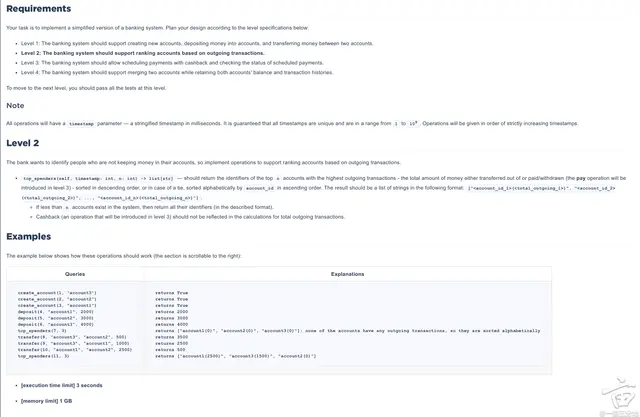 Requirements
Your task is to implement a simplified version of a banking system. Plan your design according to the level specifications below:
• Level 1: The banking system should support creating new accounts, depositing money into accounts, and transferring money between two accounts.
• Level 2: The banking system should support ranking accounts based on outgoing transactions.
• Level 3: The banking system should allow scheduling payments with cashback and checking the status of scheduled payments.
• Level 4: The banking system should support merging two accounts while retaining both accounts' balance and transaction histories.
To move to the next level, you should pass all the tests at this level.
Note
All operations will have a timestamp parameter — a stringified timestamp in milliseconds. It is guaranteed that all timestamps are unique and are in a range from 1 to 10⁹. Operations will be given in order of strictly increasing timestamps.
Level 2
The bank wants to identify people who are not keeping money in their accounts, so implement operations to support ranking accounts based on outgoing transactions.
• top_spenders(self, timestamp: int, n: int) -> list[str] — should return the identifiers of the top n accounts with the highest outgoing transactions - the total amount of money either transferred out of or paid/withdrawn (the pay operation will be
introduced in level 3) - sorted in descending order, or in case of a tie, sorted alphabetically by account_id in ascending order. The result should be a list of strings in the following format: ["<account_id_1>(<total_outgoing_1>)", "<account_id_2>
(<total_outgoing_2>)", ..., "<account_id_n>(<total_outgoing_n>)"].
◦ If less than n accounts exist in the system, then return all their identifiers (in the described format).
◦ Cashback (an operation that will be introduced in level 3) should not be reflected in the calculations for total outgoing transactions.
Examples
The example below shows how these operations should work (the section is scrollable to the right):
Queries Explanations
create_account(1, "account3") returns True
create_account(2, "account2") returns True
create_account(3, "account1") returns True
deposit(4, "account1", 2000) returns 2000
deposit(5, "account2", 3000) returns 3000
deposit(6, "account3", 4000) returns 4000
top_spenders(7, 3) returns ["account1(0)", "account2(0)", "account3(0)"]; none of the accounts have any outgoing transactions, so they are sorted alphabetically
transfer(8, "account3", "account2", 500) returns 3500
transfer(9, "account3", "account1", 1000) returns 2500
transfer(10, "account1", "account2", 2500) returns 500
top_spenders(11, 3) returns ["account1(2500)", "account3(1500)", "account2(0)"]
• [execution time limit] 3 seconds
• [memory limit] 1 GB